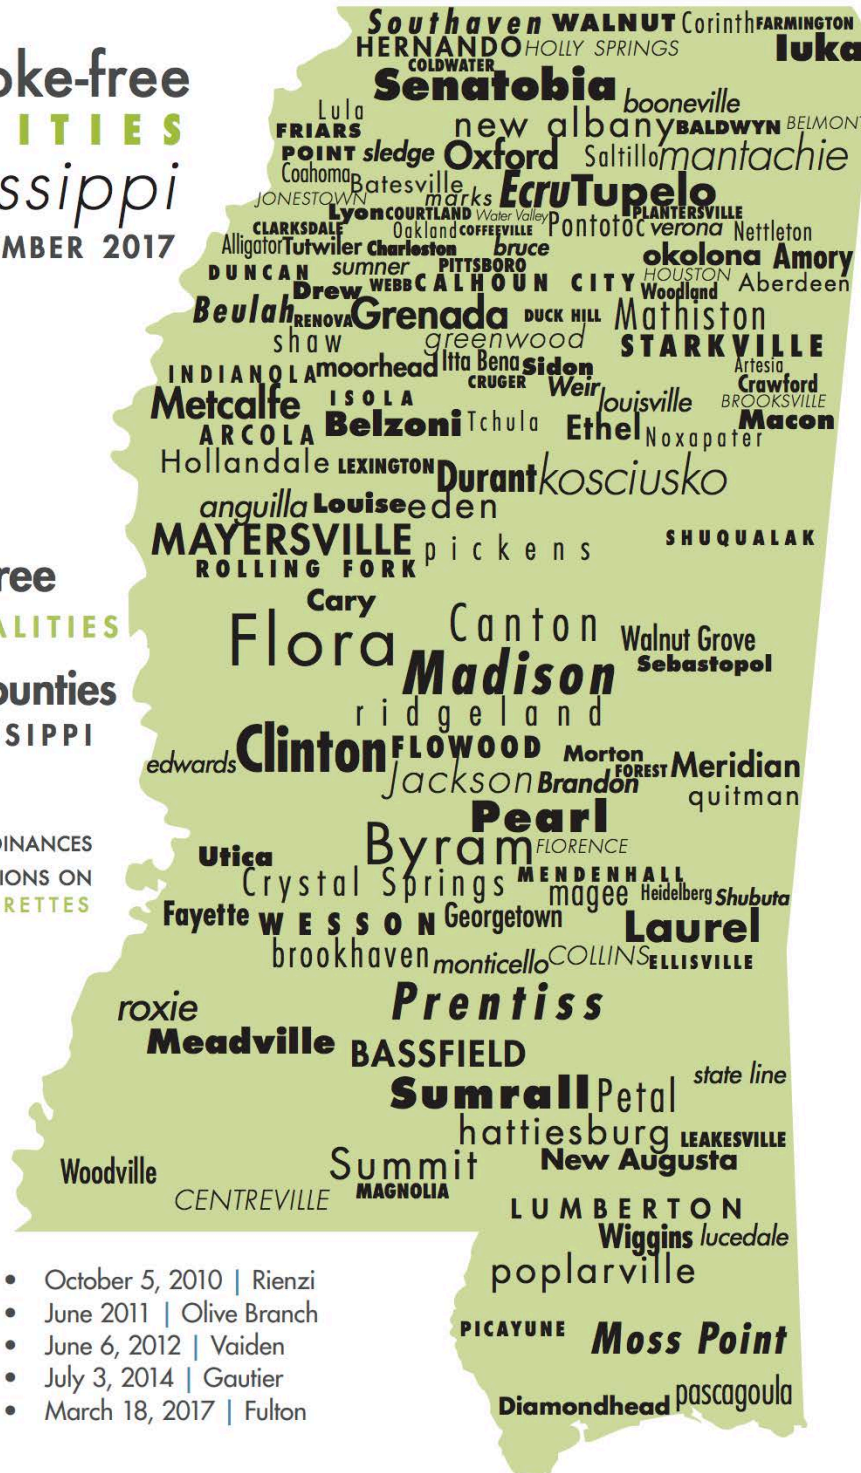 Southaven WALNUT Corinth FARMINGTON
HERNANDO HOLLY SPRINGS Iuka
COLDWATER
Senatobia booneville
oke-free
Lula
ITIES
FRIARS new albany BALDWYN BELMONT
POINT sledge Oxford Saltillo mantachie
ssippi
Coahoma Batesville
JONESTOWN marks Ecru Tupelo
Lyon COURTLAND Water Valley PLANTERSVILLE
CLARKSDALE Oakland COFFEEVILLE Pontotoc verona Nettleton
MBER 2017
Alligator Tutwiler Charleston bruce okolona Amory
DUNCAN sumner PITTSBORO HOUSTON
Drew WEBB CALHOUN CITY Woodland Aberdeen
Beulah RENOVA Grenada DUCK HILL Mathiston
shaw greenwood STARKVILLE
INDIANOLA moorhead Itta Bena Sidon Artesia
CRUGER Weir Crawford
Metcalfe ISOLA louisville BROOKSVILLE
ARCOLA Belzoni Tchula Ethel Noxapater Macon
Hollandale LEXINGTON Durant kosciusko
anguilla Louise eden
MAYERSVILLE pickens SHUQUALAK
ROLLING FORK
ree
Cary
ALITIES
Flora Canton Walnut Grove
Madison Sebastopol
ounties
ridgeland
SIPPI
edwards Clinton FLOWOOD Morton
Jackson Brandon FOREST Meridian
quitman
Pearl
DINANCES
Utica Byram FLORENCE
IONS ON
Crystal Springs MENDENHALL
RETTES
magee Heidelberg Shubuta
Fayette WESSON Georgetown Laurel
brookhaven monticello COLLINS ELLISVILLE
roxie Prentiss
Meadville BASSFIELD
Sumrall Petal state line
hattiesburg LEAKESVILLE
Woodville Summit New Augusta
CENTREVILLE MAGNOLIA
LUMBERTON
Wiggins lucedale
poplarville
• October 5, 2010 | Rienzi
• June 2011 | Olive Branch
PICAYUNE Moss Point
• June 6, 2012 | Vaiden
• July 3, 2014 | Gautier
Diamondhead pascagoula
• March 18, 2017 | Fulton